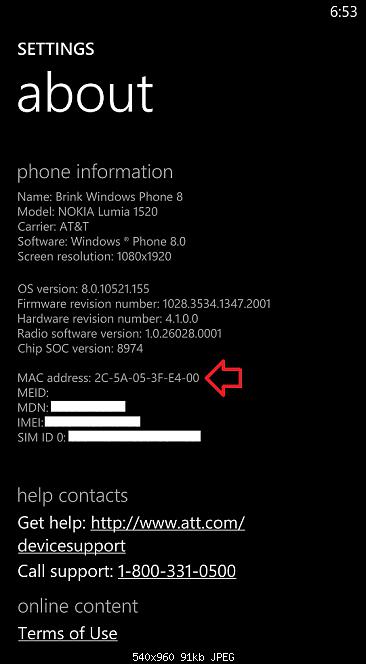 6:53
SETTINGS
about
phone information
Name: Brink Windows Phone 8
Model: NOKIA Lumia 1520
Carrier: AT&T
Software: Windows ® Phone 8.0
Screen resolution: 1080x1920
OS version: 8.0.10521.155
Firmware revision number: 1028.3534.1347.2001
Hardware revision number: 4.1.0.0
Radio software version: 1.0.26028.0001
Chip SOC version: 8974
MAC address: 2C-5A-05-3F-E4-00
MEID:
MDN:
IMEI:
SIM ID 0:
help contacts
Get help: http://www.att.com/
devicesupport
Call support: 1-800-331-0500
online content
Terms of Use
540x960 91kb JPEG